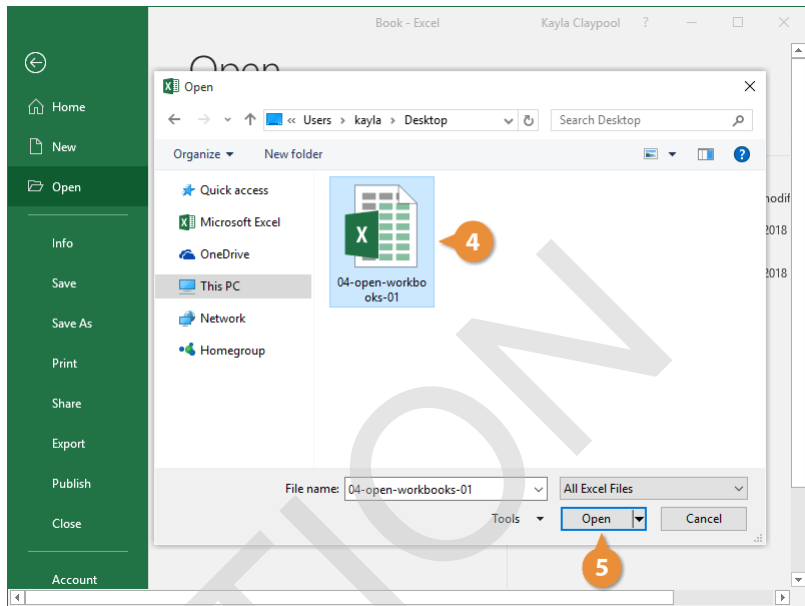 Book - Excel
Kayla Claypool
?
Open
Home
New
Open
Info
Save
Save As
Print
Share
Export
Publish
Close
Account
Open
« Users › kayla › Desktop
Search Desktop
Organize
New folder
?
Quick access
Microsoft Excel
OneDrive
This PC
Network
Homegroup
X
04-open-workbo
oks-01
4
2018
2018
File name:
04-open-workbooks-01
All Excel Files
Tools
Open
Cancel
5
TION